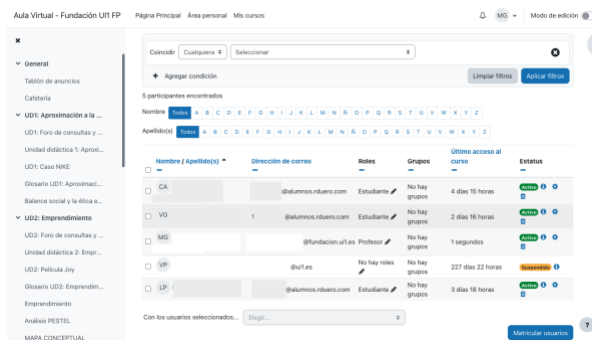 Aula Virtual - Fundación UI1 FP Página Principal Área personal Mis cursos MG Modo de edición
General
Tablón de anuncios
Cafetería
UD1: Aproximación a la ...
UD1: Foro de consultas y ...
Unidad didáctica 1: Aproxi...
UD1: Caso NIKE
Glosario UD1: Aproximaci...
Balance social y la ética e...
UD2: Emprendimiento
UD2: Foro de consultas y ...
Unidad didáctica 2: Empr...
UD2: Película Joy
Glosario UD2: Emprendim...
Emprendimiento
Análisis PESTEL
MAPA CONCEPTUAL
Coincidir Cualquiera Seleccionar
+ Agregar condición Limpiar filtros Aplicar filtros
5 participantes encontrados
Nombre Todos A B C D E F G H I J K L M N Ñ O P Q R S T U V W X Y Z
Apellido(s) Todos A B C D E F G H I J K L M N Ñ O P Q R S T U V W X Y Z
Nombre / Apellido(s) Dirección de correo Roles Grupos Último acceso al curso Estatus
CA @alumnos.rduero.com Estudiante No hay grupos 4 días 15 horas Activo
VG 1 @alumnos.rduero.com Estudiante No hay grupos 2 días 16 horas Activo
MG @fundacion.ui1.es Profesor No hay grupos 1 segundos Activo
VP @ui1.es No hay roles No hay grupos 227 días 22 horas Suspendido
LP @alumnos.rduero.com Estudiante No hay grupos 3 días 18 horas Activo
Con los usuarios seleccionados... Elegir...
?
Matricular usuarios